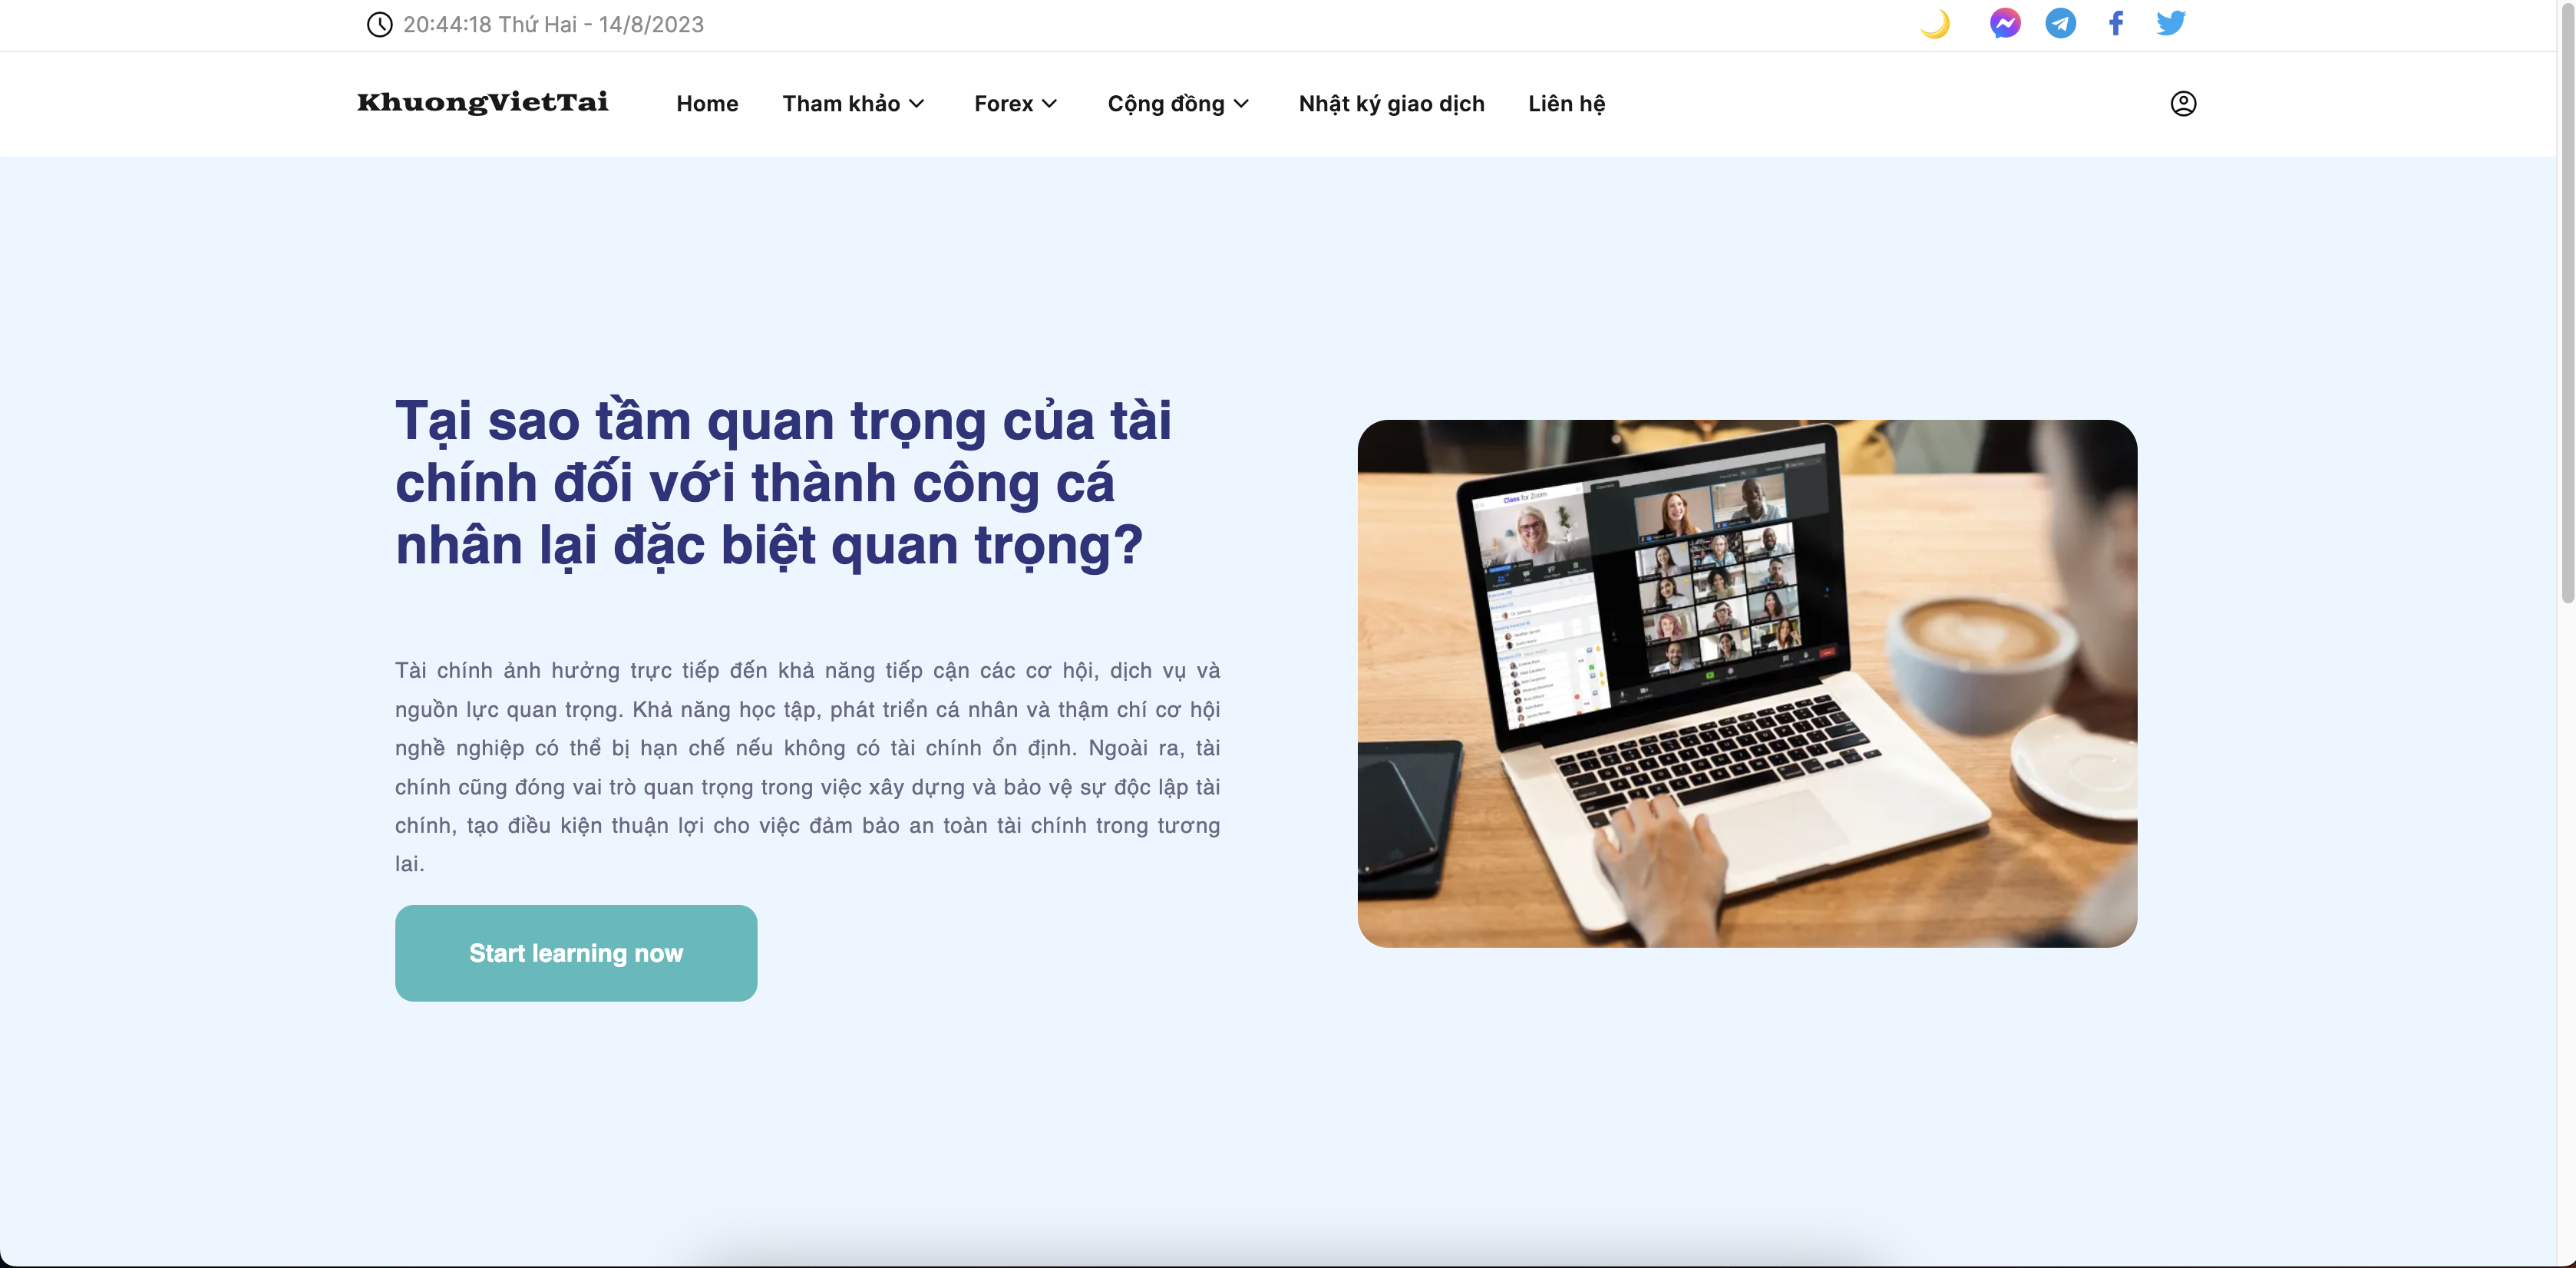 20:44:18 Thứ Hai - 14/8/2023
KhuongVietTai
Home
Tham khảo
Forex
Cộng đồng
Nhật ký giao dịch
Liên hệ
Tại sao tầm quan trọng của tài
chính đối với thành công cá
nhân lại đặc biệt quan trọng?
Tài chính ảnh hưởng trực tiếp đến khả năng tiếp cận các cơ hội, dịch vụ và
nguồn lực quan trọng. Khả năng học tập, phát triển cá nhân và thậm chí cơ hội
nghề nghiệp có thể bị hạn chế nếu không có tài chính ổn định. Ngoài ra, tài
chính cũng đóng vai trò quan trọng trong việc xây dựng và bảo vệ sự độc lập tài
chính, tạo điều kiện thuận lợi cho việc đảm bảo an toàn tài chính trong tương
lai.
Start learning now
Class for Zoom